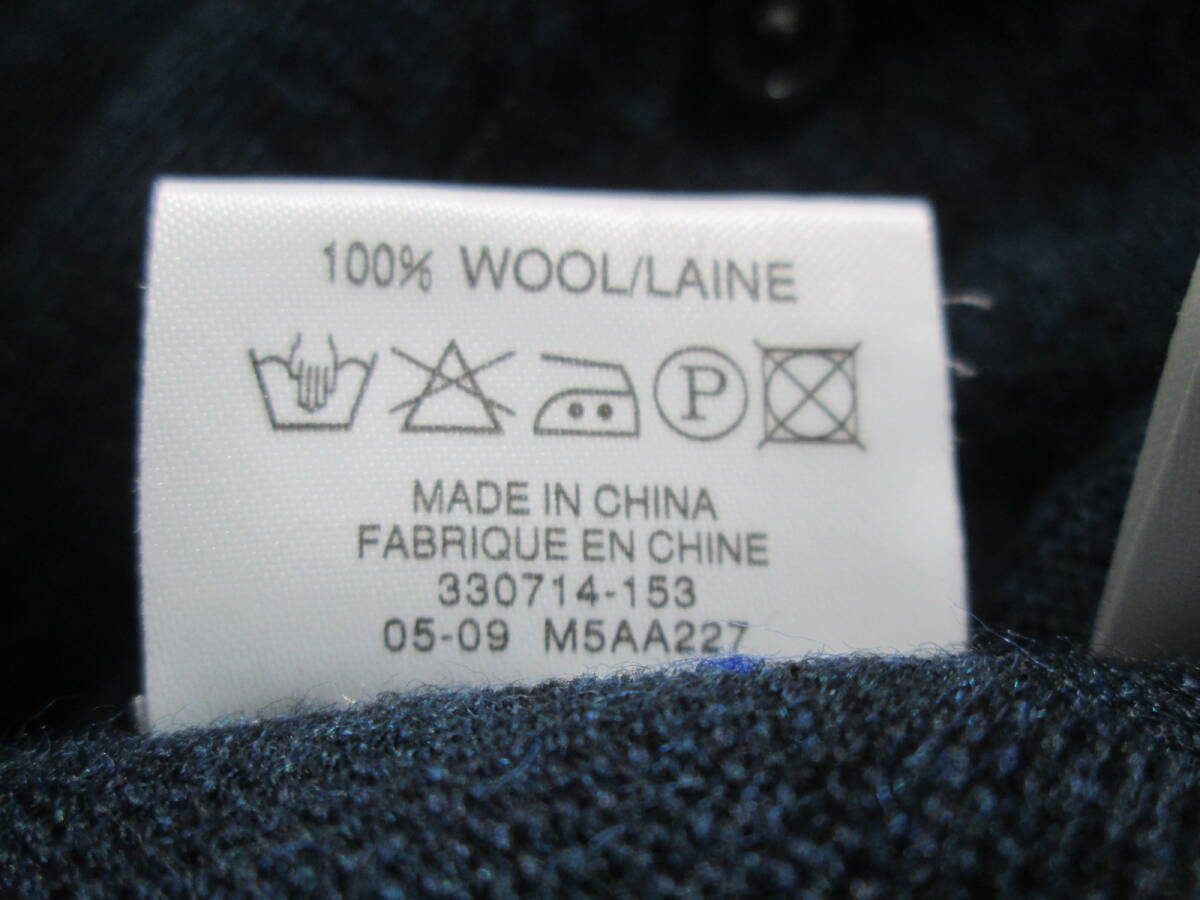 100% WOOL/LAINE
P
MADE IN CHINA
FABRIQUE EN CHINE
330714-153
05-09 M5AA227